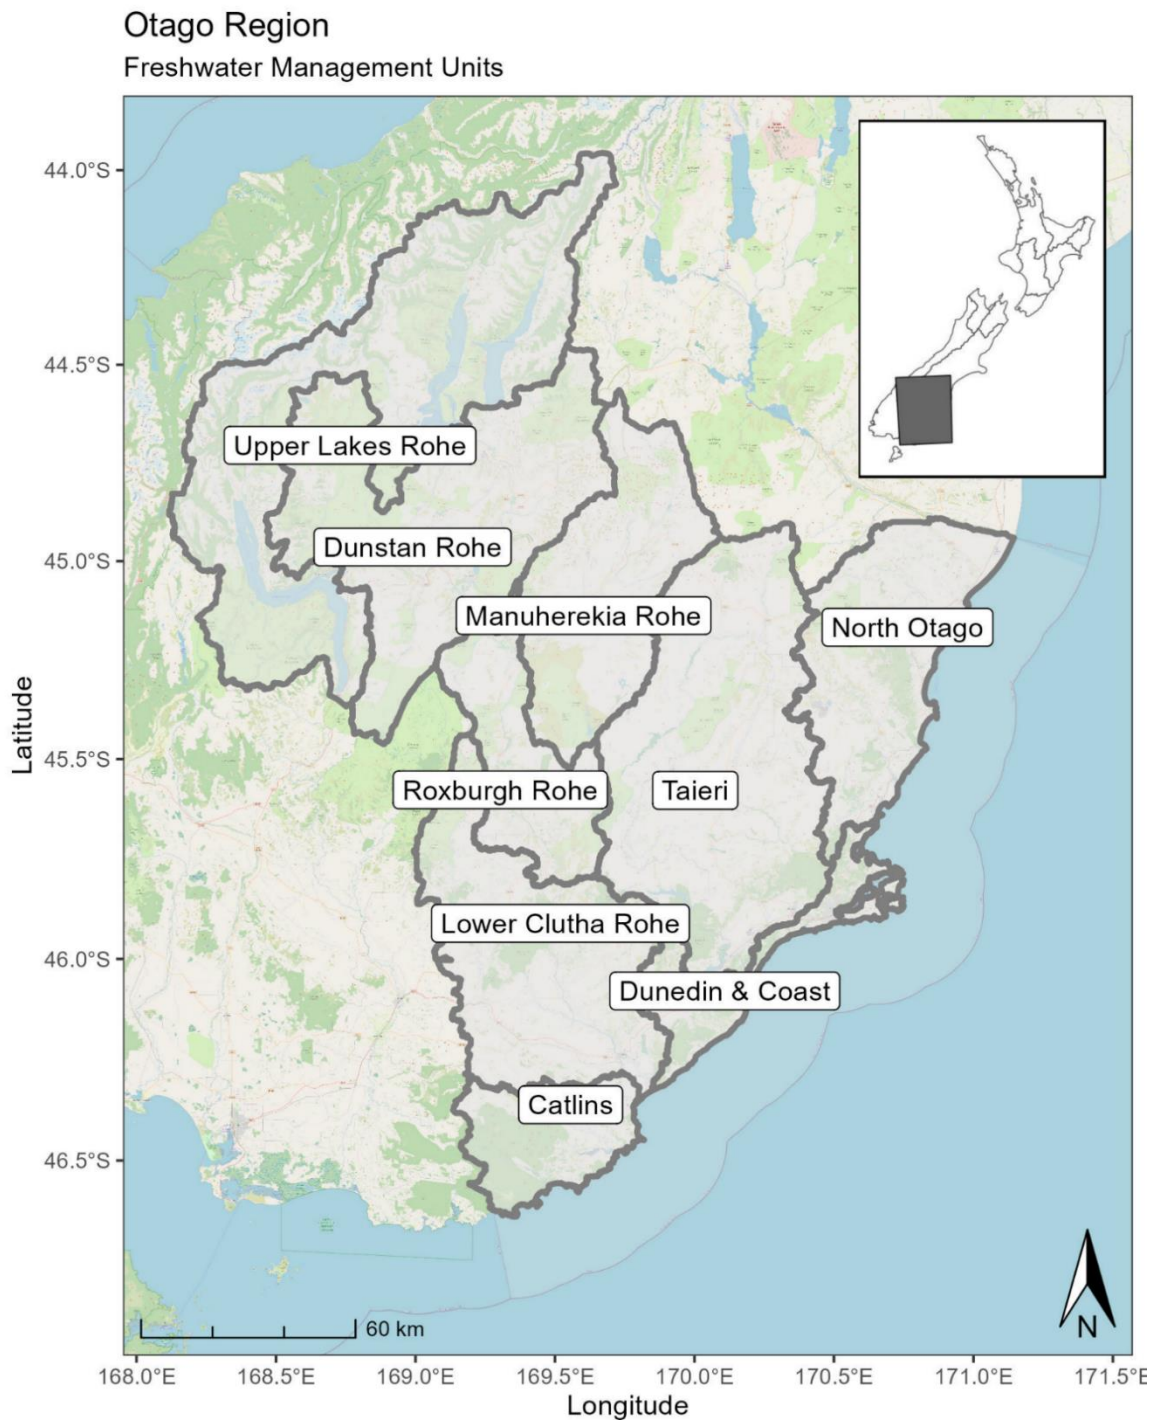 Otago Region
Freshwater Management Units
44.0°S
44.5°S
Upper Lakes Rohe
Dunstan Rohe
45.0°S
Manuherekia Rohe
North Otago
Latitude
45.5°S
Roxburgh Rohe
Taieri
Lower Clutha Rohe
46.0°S
Dunedin & Coast
Catlins
46.5°S
60 km
N
168.0°E
168.5°E
169.0°E
169.5°E
170.0°E
170.5°E
171.0°E
171.5°E
Longitude